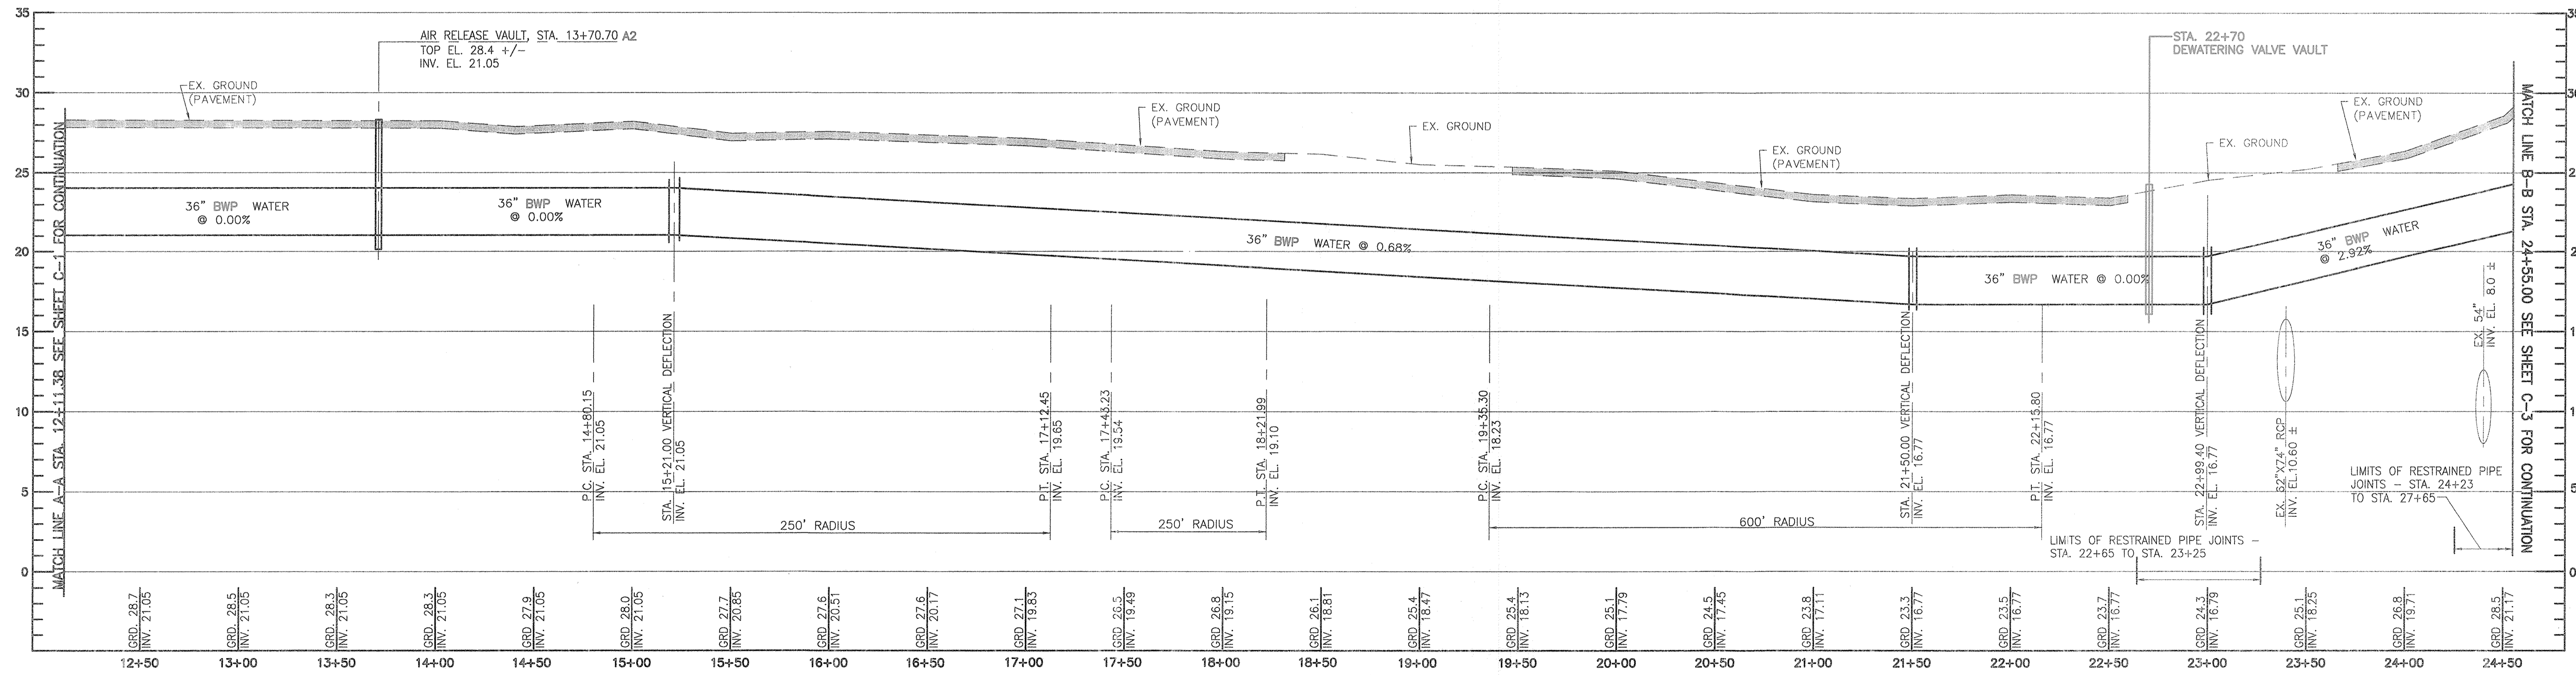 35
30
25
20
15
10
5
0
MATCH LINE A-A STA. 12+11.38 SEE SHEET C-1 FOR CONTINUATION
AIR RELEASE VAULT, STA. 13+70.70 A2
TOP EL. 28.4 +/-
INV. EL. 21.05
EX. GROUND
(PAVEMENT)
EX. GROUND
(PAVEMENT)
EX. GROUND
EX. GROUND
(PAVEMENT)
STA. 22+70
DEWATERING VALVE VAULT
EX. GROUND
EX. GROUND
(PAVEMENT)
36" BWP WATER
@ 0.00%
36" BWP WATER
@ 0.00%
36" BWP WATER @ 0.68%
36" BWP WATER @ 0.00%
36" BWP WATER
@ 2.92%
P.C. STA. 14+80.15
INV. EL. 21.05
STA. 15+21.00 VERTICAL DEFLECTION
INV. EL. 21.05
P.T. STA. 17+12.45
INV. EL. 19.65
P.C. STA. 17+43.23
INV. EL. 19.54
P.T. STA. 18+21.99
INV. EL. 19.10
P.C. STA. 19+35.30
INV. EL. 18.23
STA. 21+50.00 VERTICAL DEFLECTION
INV. EL. 16.77
P.T. STA. 22+15.80
INV. EL. 16.77
STA. 22+99.40 VERTICAL DEFLECTION
INV. EL. 16.77
EX. 62"X74" RCP
INV. EL.10.60 ±
EX. 54"
INV. EL. 8.0 ±
250' RADIUS
250' RADIUS
600' RADIUS
LIMITS OF RESTRAINED PIPE JOINTS -
STA. 22+65 TO STA. 23+25
LIMITS OF RESTRAINED PIPE
JOINTS - STA. 24+23
TO STA. 27+65
MATCH LINE B-B STA. 24+55.00 SEE SHEET C-3 FOR CONTINUATION
GRD. 28.7
INV. 21.05
GRD. 28.5
INV. 21.05
GRD. 28.3
INV. 21.05
GRD. 28.3
INV. 21.05
GRD. 27.9
INV. 21.05
GRD. 28.0
INV. 21.05
GRD 27.7
INV. 20.85
GRD 27.6
INV. 20.51
GRD 27.6
INV. 20.17
GRD 27.1
INV. 19.83
GRD 26.5
INV. 19.49
GRD 26.8
INV. 19.15
GRD 26.1
INV. 18.81
GRD 25.4
INV. 18.47
GRD 25.4
INV. 18.13
GRD 25.1
INV. 17.79
GRD 24.5
INV. 17.45
GRD 23.8
INV. 17.11
GRD 23.3
INV. 16.77
GRD 23.5
INV. 16.77
GRD 23.7
INV. 16.77
GRD 24.3
INV. 16.79
GRD 25.1
INV. 18.25
GRD 26.8
INV. 19.71
GRD 28.5
INV. 21.17
12+50 13+00 13+50 14+00 14+50 15+00 15+50 16+00 16+50 17+00 17+50 18+00 18+50 19+00 19+50 20+00 20+50 21+00 21+50 22+00 22+50 23+00 23+50 24+00 24+50